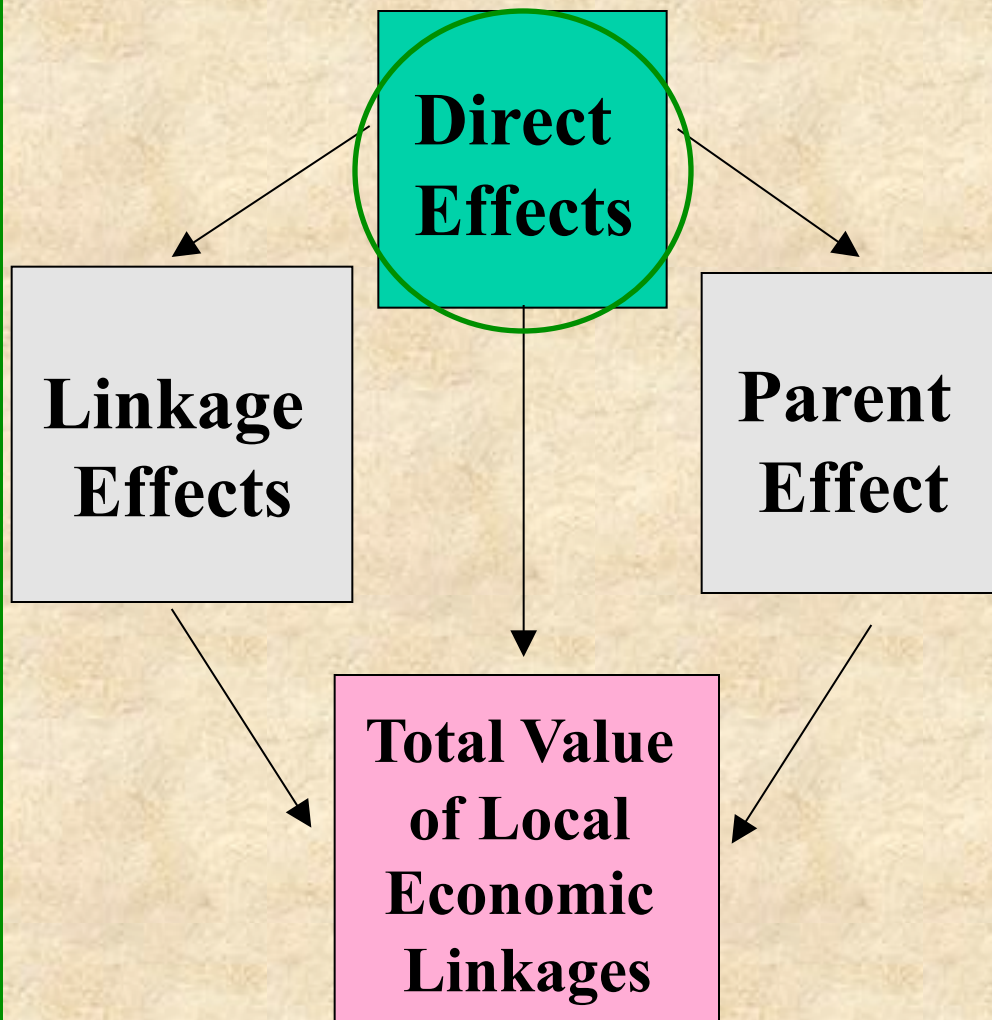 Direct
Effects
Linkage
Effects
Parent
Effect
Total Value
of Local
Economic
Linkages